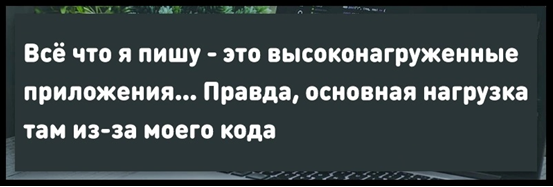 Всё что я пишу - это высоконагруженные
приложения... Правда, основная нагрузка
там из-за моего кода